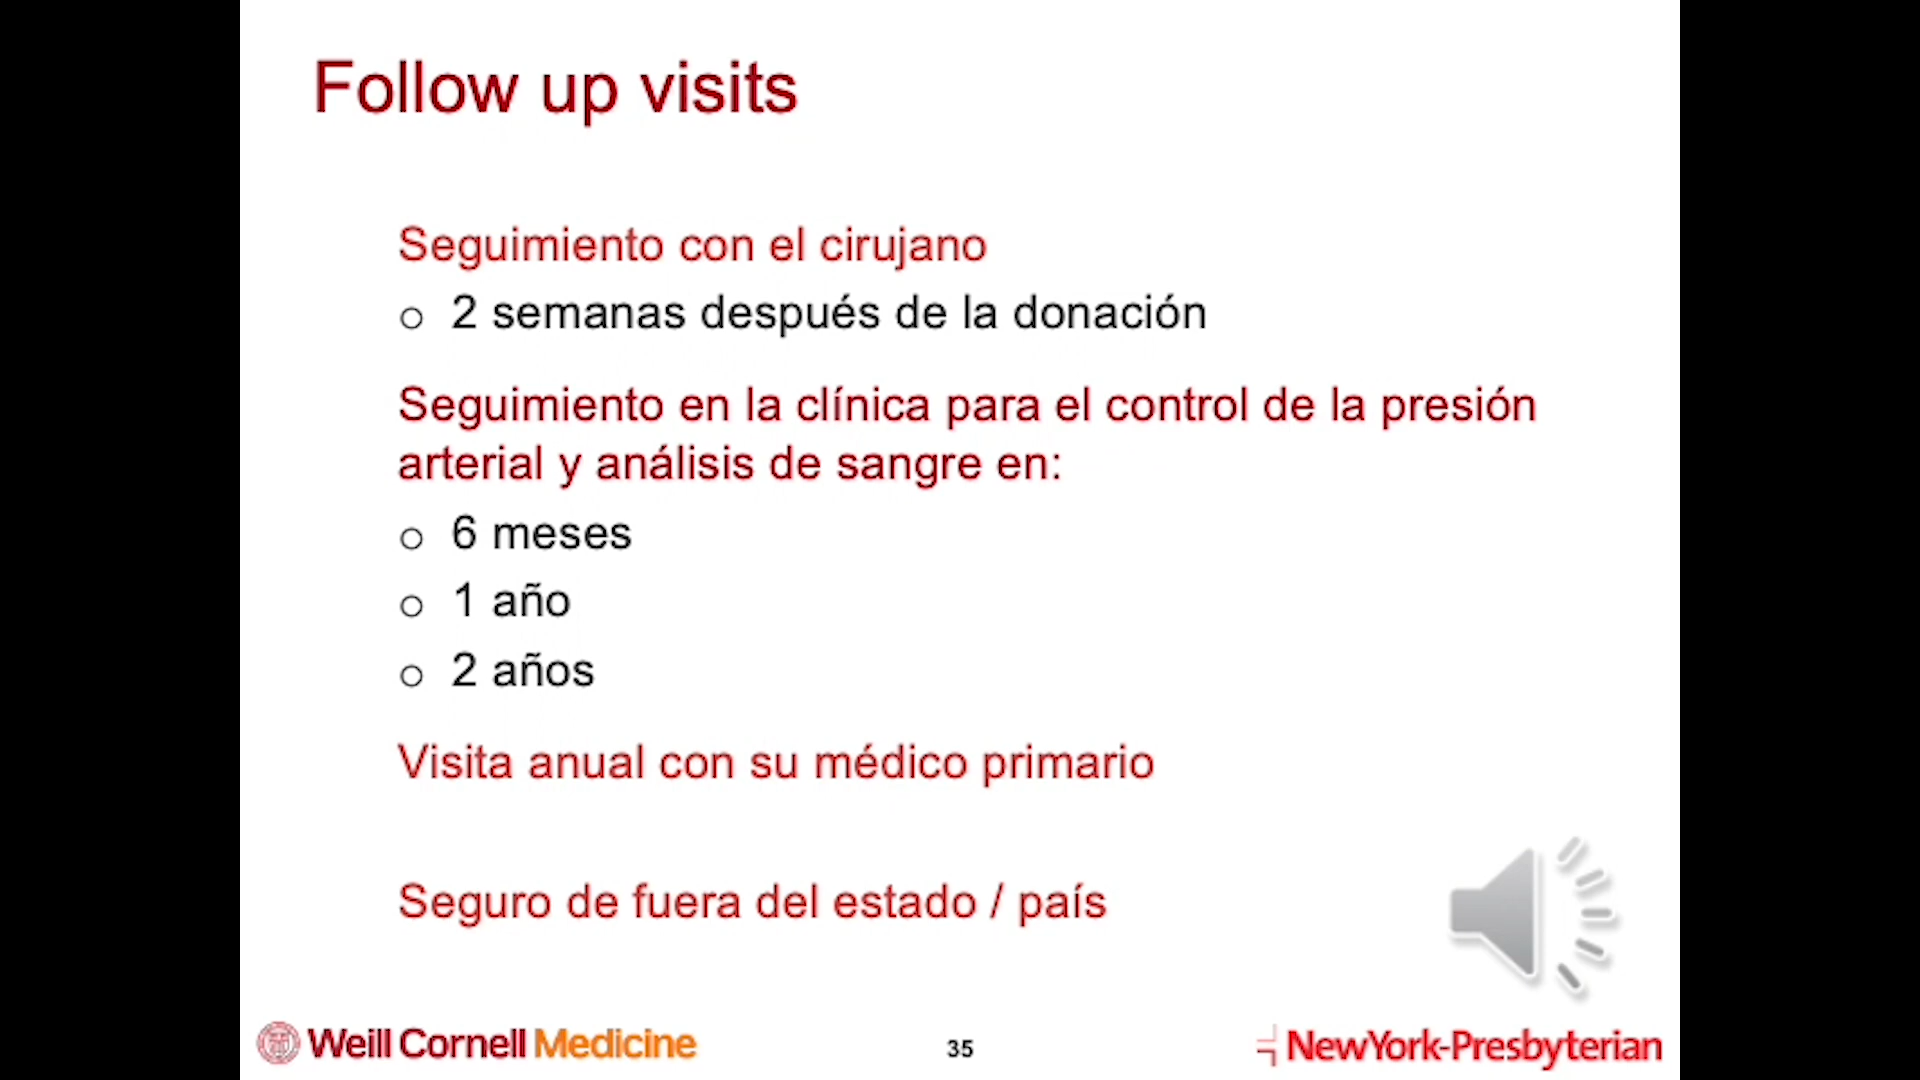 Follow up visits
Seguimiento con el cirujano
o 2 semanas después de la donación
Seguimiento en la clínica para el control de la presión
arterial y análisis de sangre en:
o 6 meses
o 1 año
o 2 años
Visita anual con su médico primario
Seguro de fuera del estado / país
Weill Cornell Medicine
35
NewYork-Presbyterian